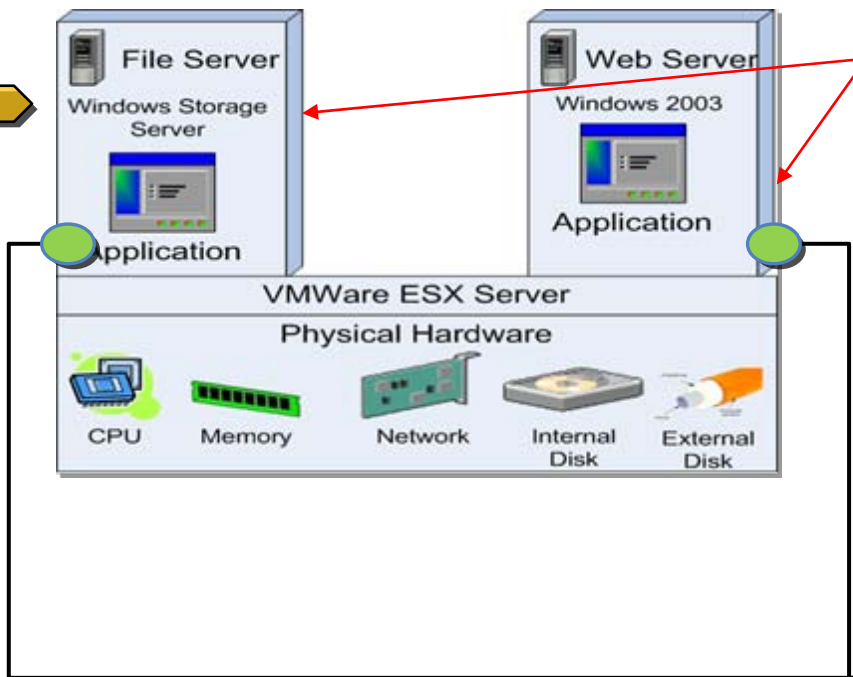 File Server
Windows Storage
Server
Application
Web Server
Windows 2003
Application
VMWare ESX Server
Physical Hardware
CPU
Memory
Network
Internal
Disk
External
Disk